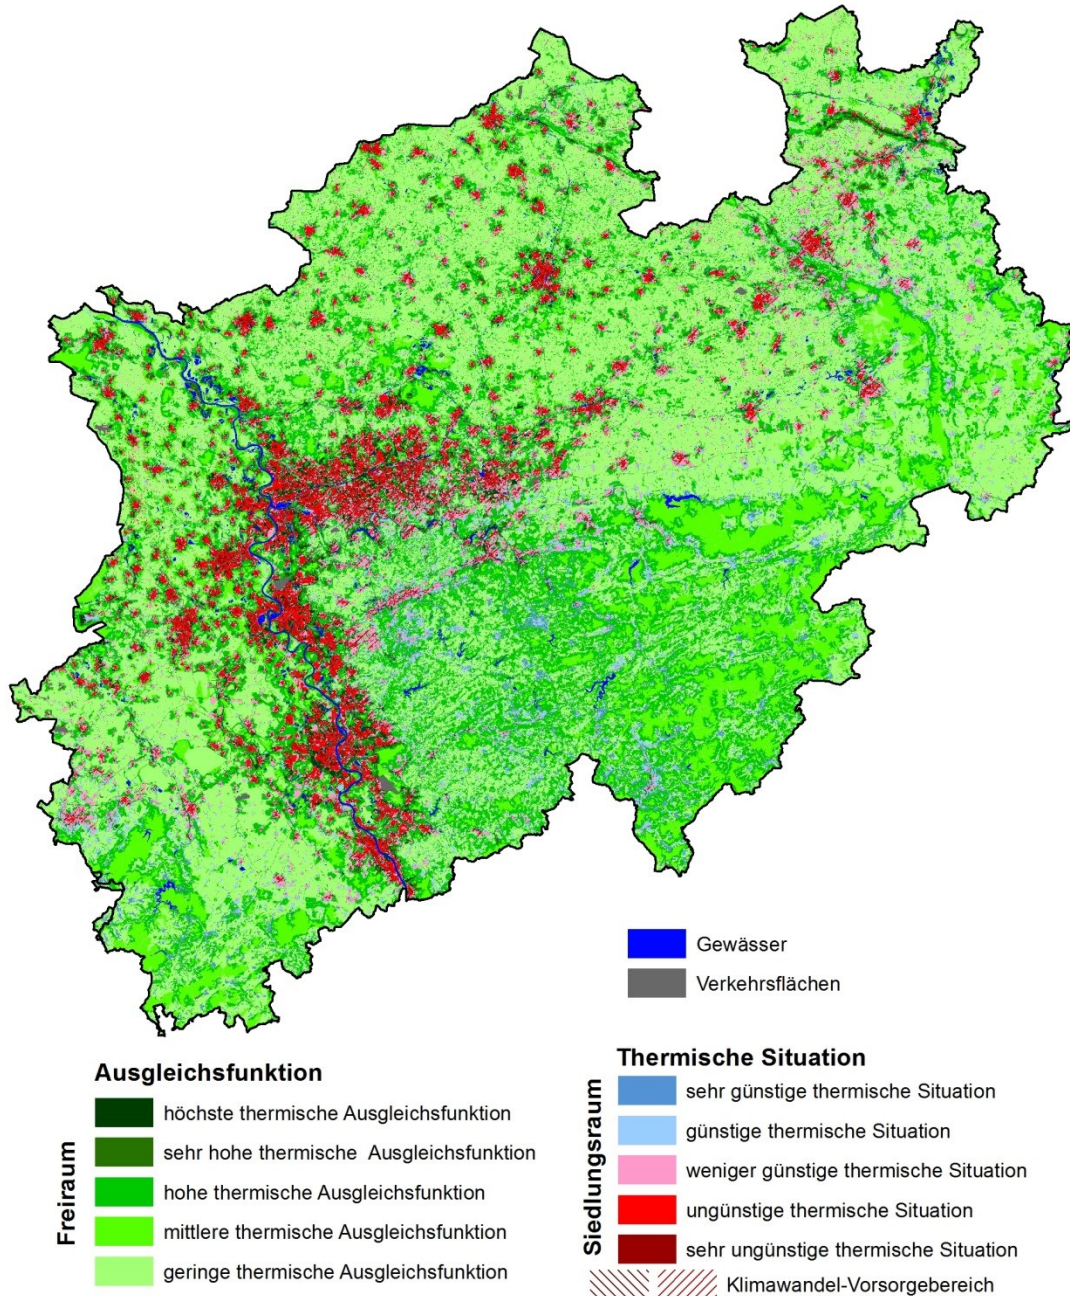 Gewässer
Verkehrsflächen
Ausgleichsfunktion
Freiraum
höchste thermische Ausgleichsfunktion
sehr hohe thermische Ausgleichsfunktion
hohe thermische Ausgleichsfunktion
mittlere thermische Ausgleichsfunktion
geringe thermische Ausgleichsfunktion
Thermische Situation
Siedlungsraum
sehr günstige thermische Situation
günstige thermische Situation
weniger günstige thermische Situation
ungünstige thermische Situation
sehr ungünstige thermische Situation
Klimawandel-Vorsorgebereich